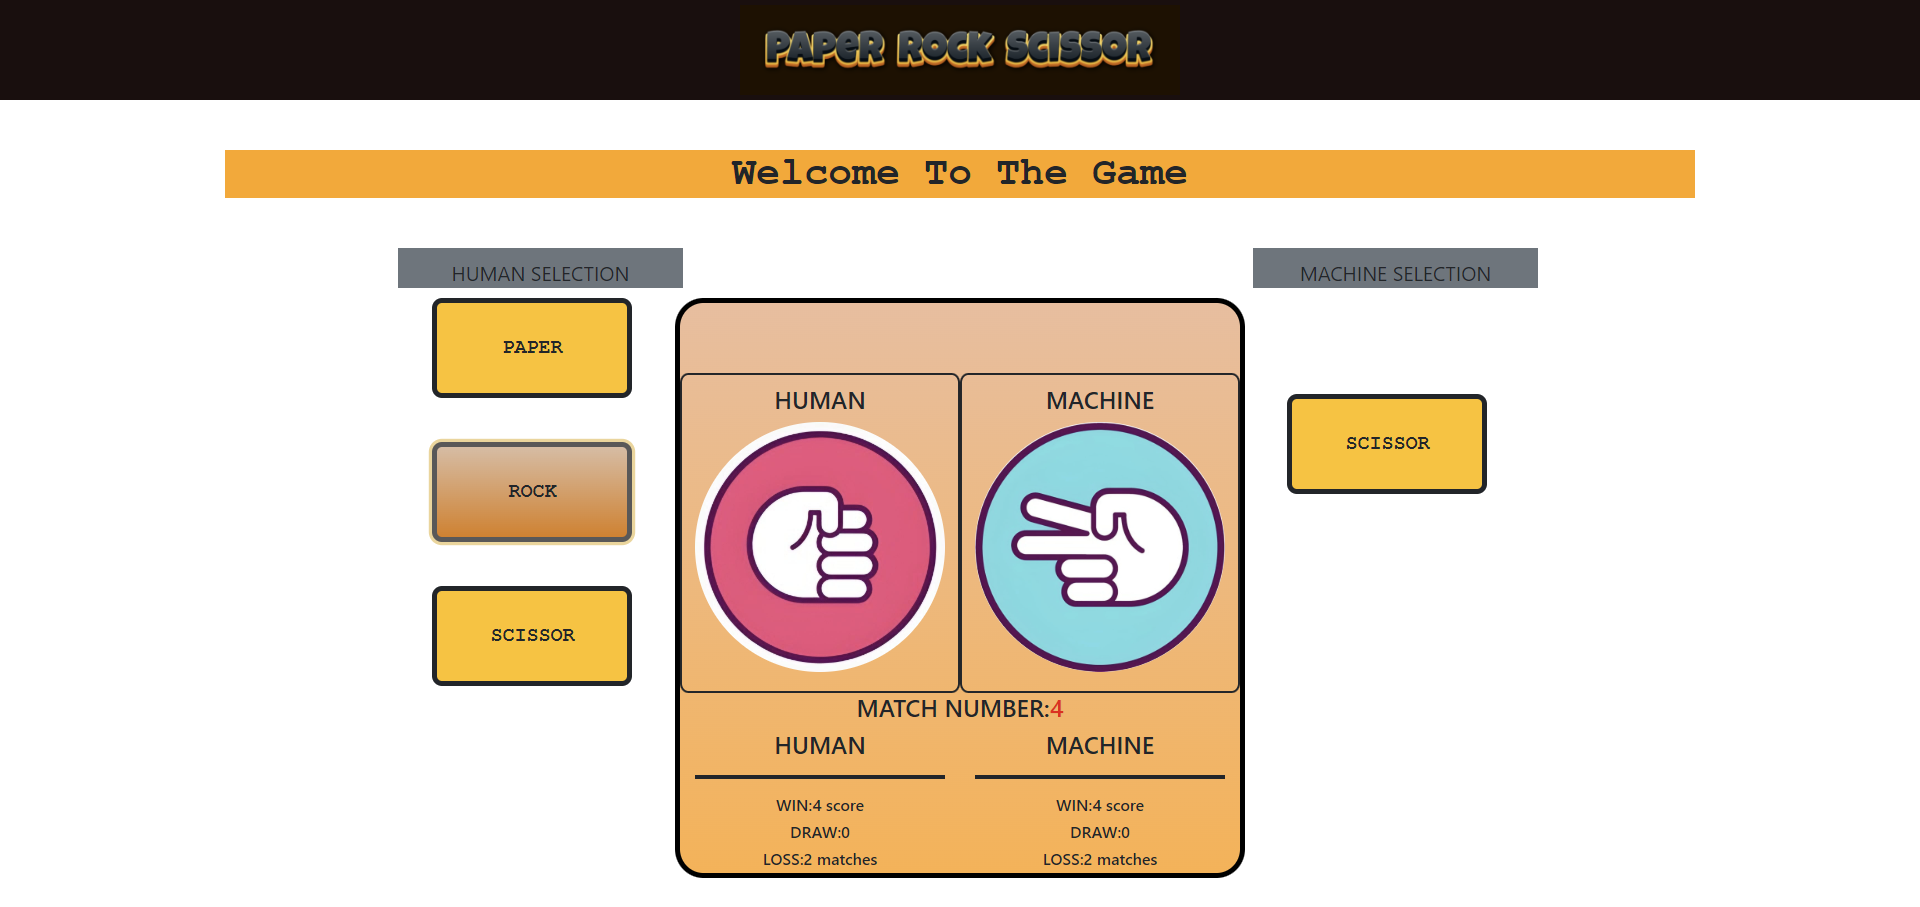 PAPER ROCK SCISSOR
Welcome To The Game
HUMAN SELECTION
MACHINE SELECTION
PAPER
ROCK
SCISSOR
HUMAN
MACHINE
SCISSOR
MATCH NUMBER:4
HUMAN
MACHINE
WIN:4 score
WIN:4 score
DRAW:0
DRAW:0
LOSS:2 matches
LOSS:2 matches